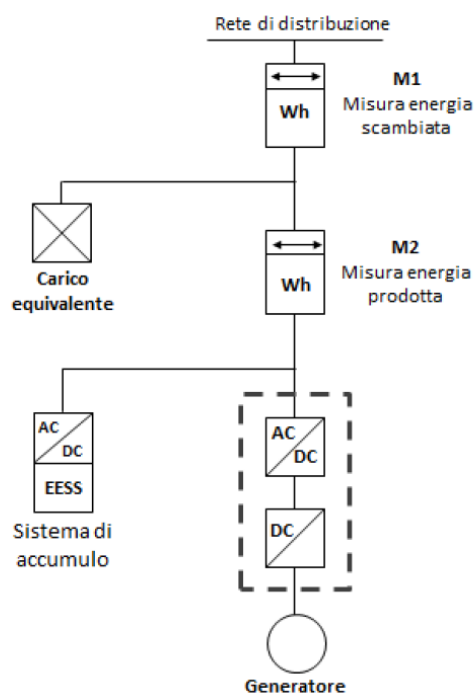 Rete di distribuzione
M1
Misura energia
scambiata
Wh
Carico
equivalente
M2
Misura energia
prodotta
Wh
AC
DC
EESS
Sistema di
accumulo
AC
DC
DC
Generatore